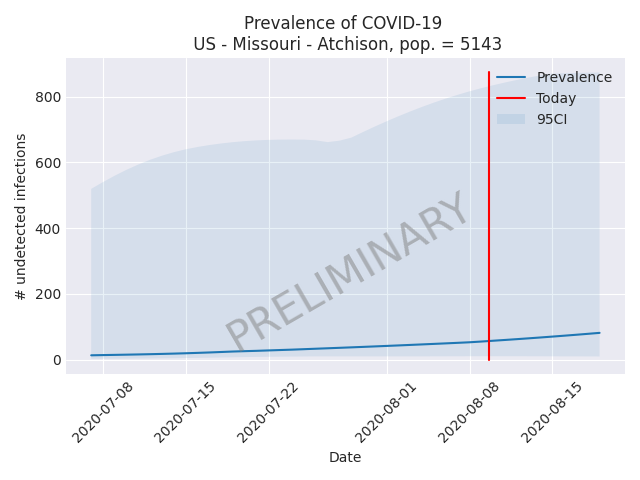 Prevalence of COVID-19
US - Missouri - Atchison, pop. = 5143
Prevalence
Today
95CI
800
600
400
200
0
# undetected infections
PRELIMINARY
2020-07-08
2020-07-15
2020-07-22
2020-08-01
2020-08-08
2020-08-15
Date